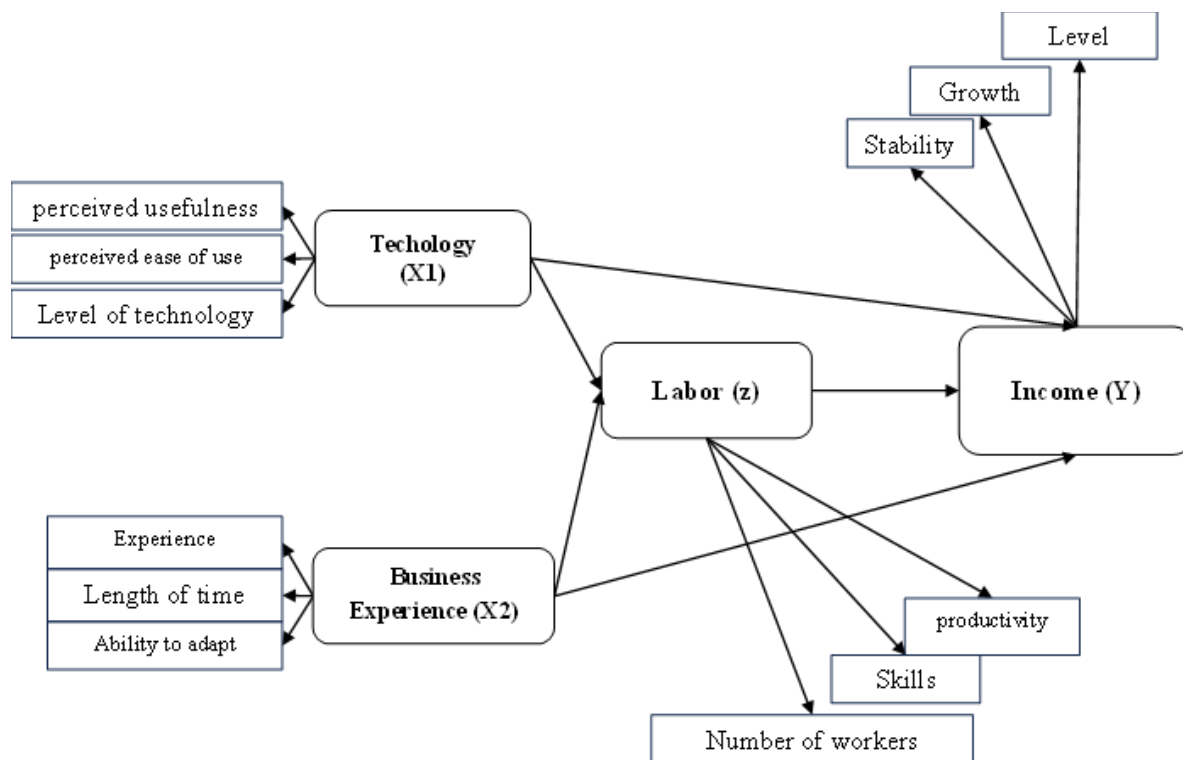 Level
Growth
Stability
perceived usefulness
perceived ease of use
Level of technology
Techology
(X1)
Labor (z)
Income (Y)
Experience
Length of time
Ability to adapt
Business
Experience (X2)
productivity
Skills
Number of workers